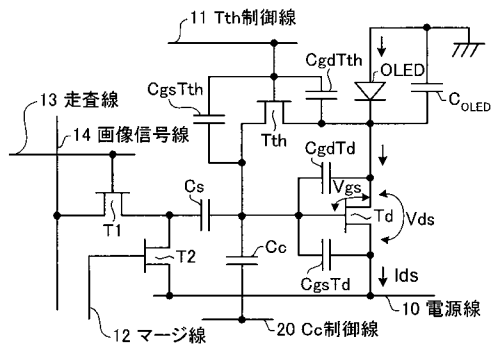 11 Tth制御線
CgdTth
OLED
CgsTth
C_OLED
13 走査線
14 画像信号線
Tth
CgdTd
Cs
Vgs
Td
Vds
T1
T2
Cc
CgsTd
Ids
10 電源線
12 マージ線
20 Cc制御線